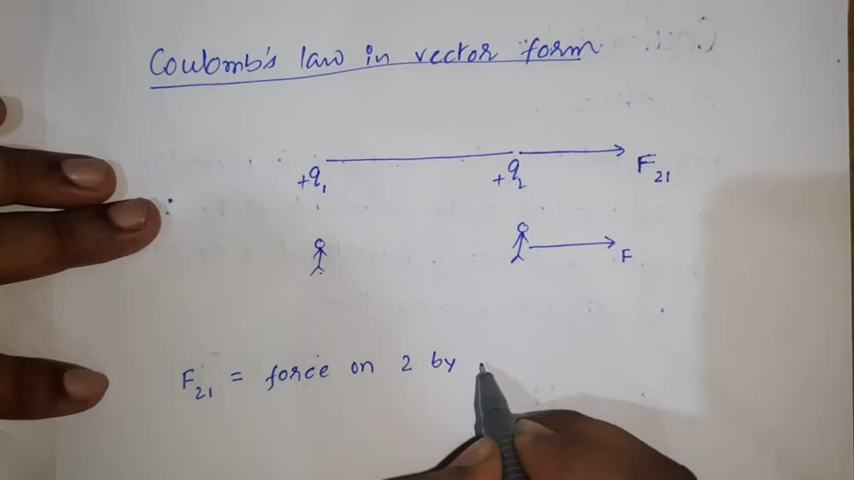 Coulomb's law in vector form
+q₁ +q₂ F₂₁
F
F₂₁ = force on 2 by